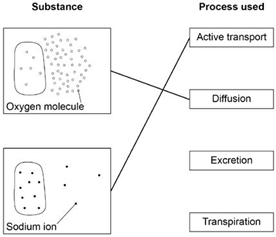 Substance
Process used
Active transport
Oxygen molecule
Diffusion
Excretion
Sodium ion
Transpiration